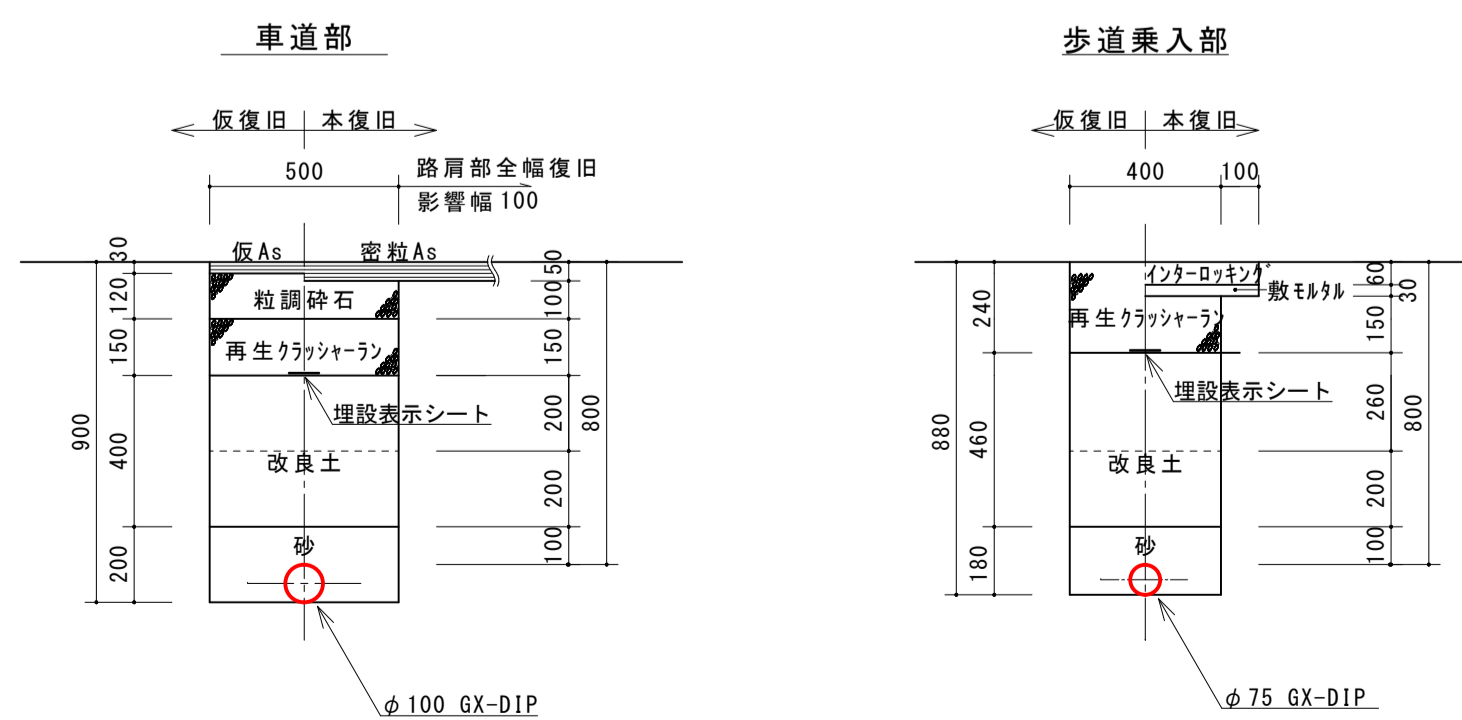 車道部
仮復旧 本復旧
500
路肩部全幅復旧
影響幅100
仮As 密粒As
30
120
150
400
200
900
粒調砕石
再生クラッシャーラン
埋設表示シート
改良土
砂
50
100
150
200
200
100
800
φ100 GX-DIP
歩道乗入部
仮復旧 本復旧
400 100
インターロッキング
敷モルタル
再生クラッシャーラン
埋設表示シート
改良土
砂
240
460
180
880
60
30
150
260
200
100
800
φ75 GX-DIP